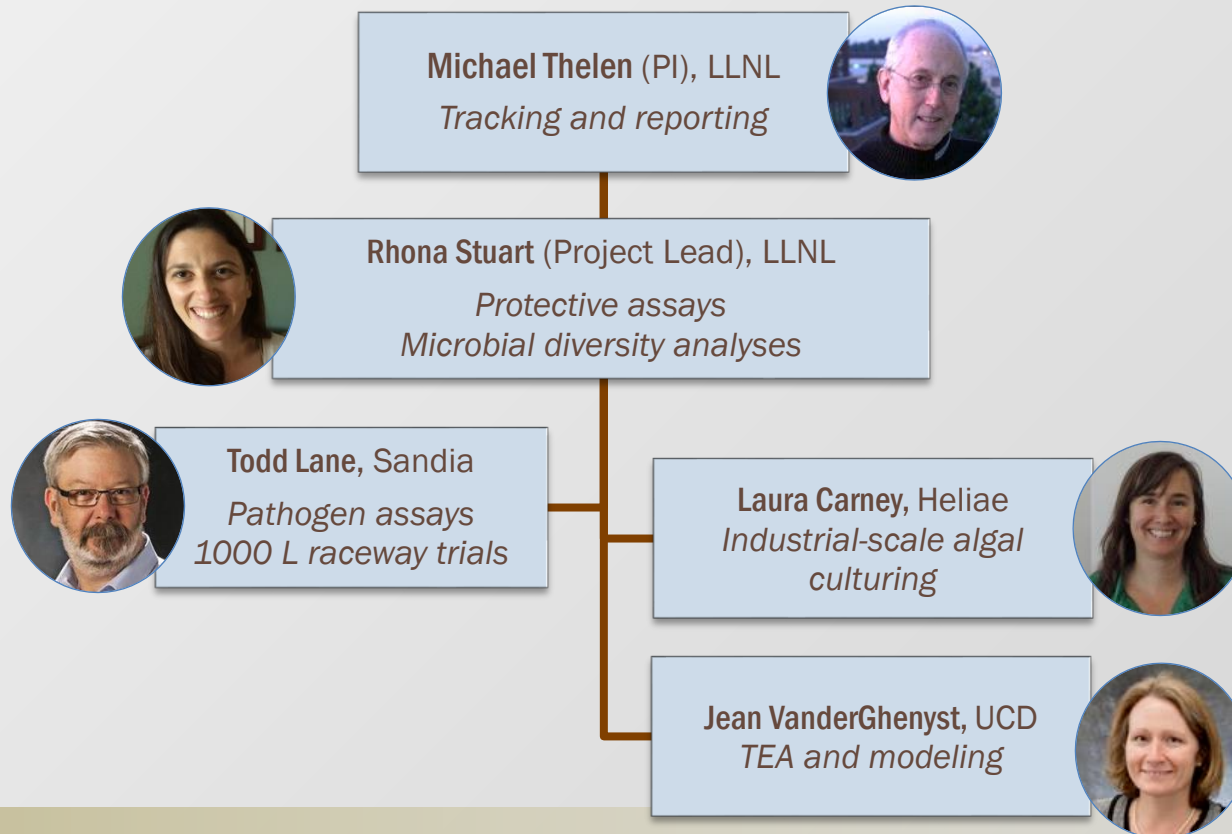 Michael Thelen (PI), LLNL
Tracking and reporting
Rhona Stuart (Project Lead), LLNL
Protective assays
Microbial diversity analyses
Todd Lane, Sandia
Pathogen assays
1000 L raceway trials
Laura Carney, Heliae
Industrial-scale algal
culturing
Jean VanderGhenyst, UCD
TEA and modeling